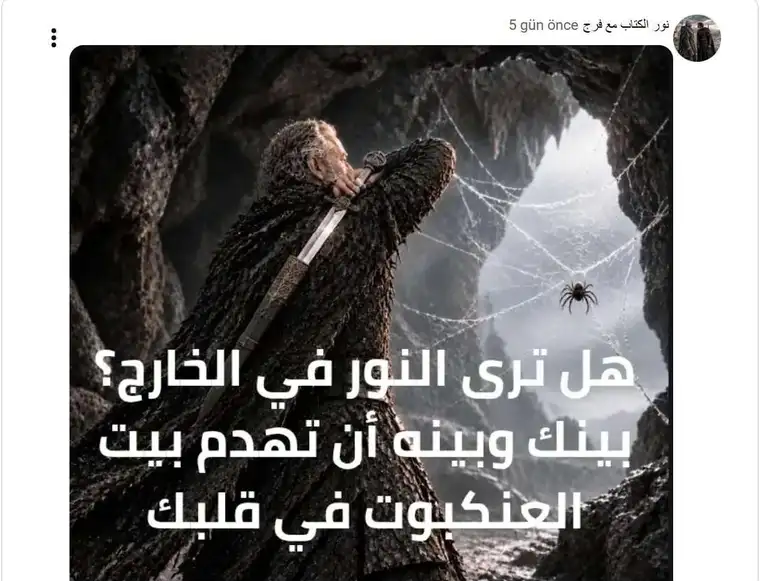 نور الكتاب مع فرج
5 gün önce
هل ترى النور في الخارج؟
بينك وبينه أن تهدم بيت
العنكبوت في قلبك